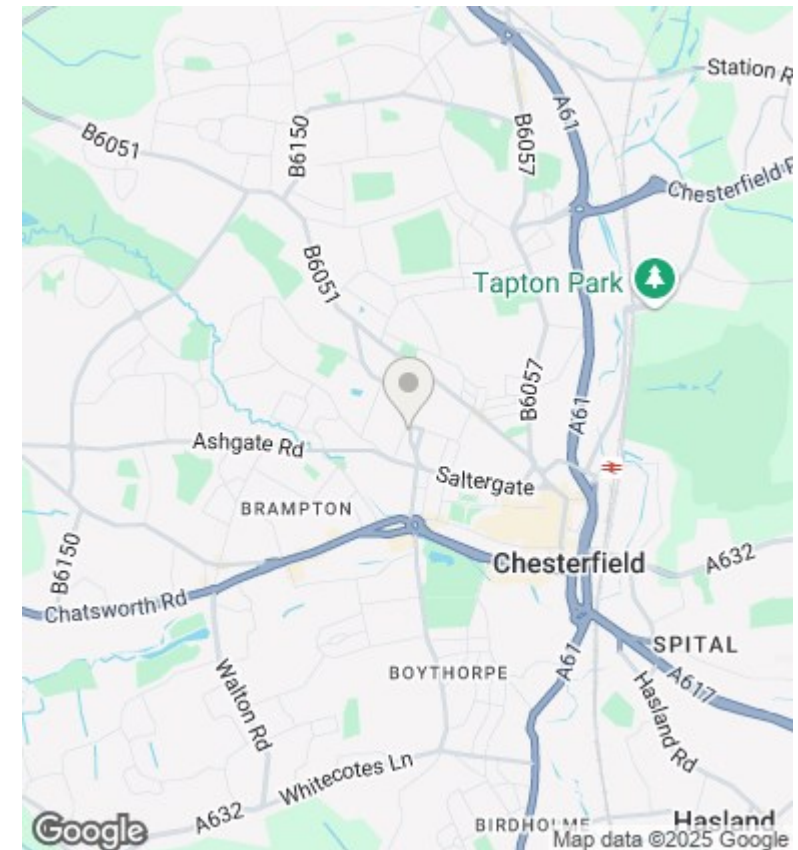 Station R
A61
B6051
B6150
B6057
Chesterfield R
Tapton Park
B6051
B6057
A61
Ashgate Rd
Saltergate
BRAMPTON
B6150
Chesterfield
A632
Chatsworth Rd
SPITAL
A61
BOYTHORPE
A617
Walton Rd
Hasland Rd
Whitecotes Ln
A632
BIRDHOLME
Hasland
Google
Map data ©2025 Google